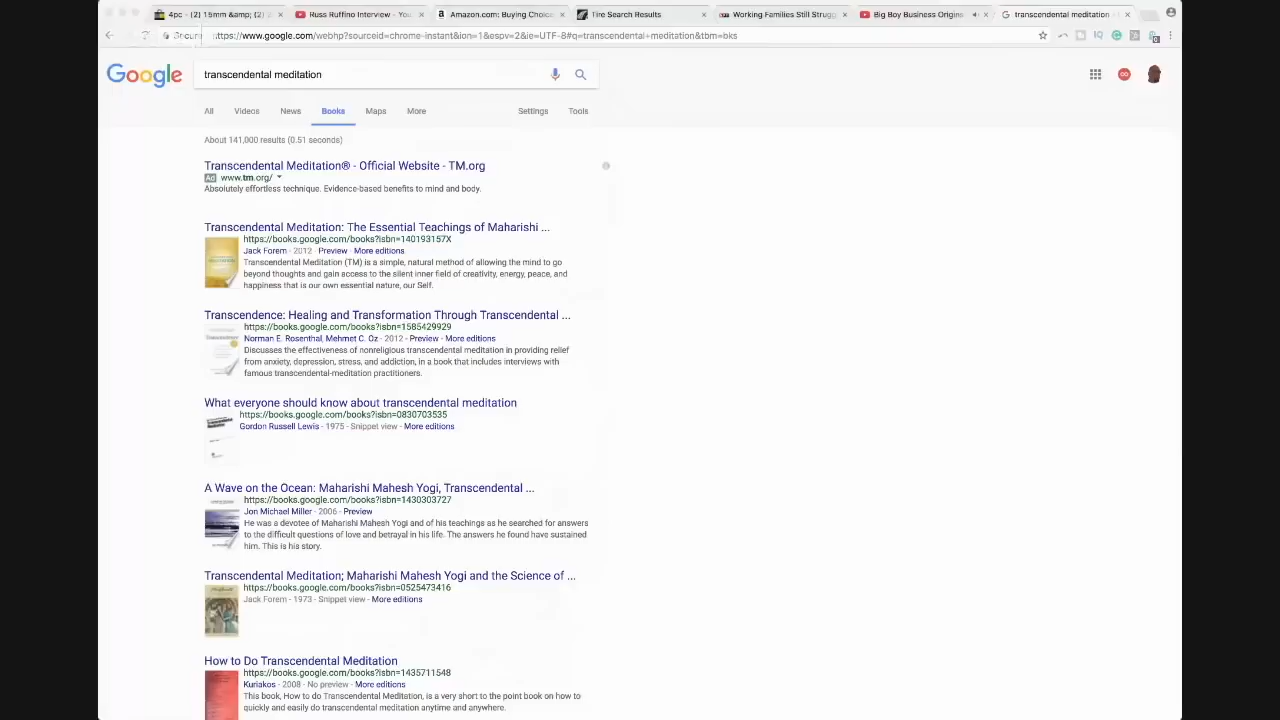 4pc - (2) 15mm &amp; (2)
Russ Ruffino Interview - You
Amazon.com: Buying Choice
Tire Search Results
Working Families Still Strugg
Big Boy Business Origine
transcendental meditation
https://www.google.com/webhp?sourceid=chrome-instant&ion=1&espv=2&ie=UTF-8#q=transcendental+meditation&tbm=bks
Google
transcendental meditation
All Videos News Books Maps More Settings Tools
About 141,000 results (0.51 seconds)
Transcendental Meditation® - Official Website - TM.org
Ad www.tm.org/
Absolutely effortless technique. Evidence-based benefits to mind and body.
Transcendental Meditation: The Essential Teachings of Maharishi ...
https://books.google.com/books?isbn=140193157X
Jack Forem - 2012 - Preview - More editions
Transcendental Meditation (TM) is a simple, natural method of allowing the mind to go
beyond thoughts and gain access to the silent inner field of creativity, energy, peace, and
happiness that is our own essential nature, our Self.
Transcendence: Healing and Transformation Through Transcendental ...
https://books.google.com/books?isbn=1585429929
Norman E. Rosenthal, Mehmet C. Oz - 2012 - Preview - More editions
Discusses the effectiveness of nonreligious transcendental meditation in providing relief
from anxiety, depression, stress, and addiction, in a book that includes interviews with
famous transcendental-meditation practitioners.
What everyone should know about transcendental meditation
https://books.google.com/books?isbn=0830703535
Gordon Russell Lewis - 1975 - Snippet view - More editions
A Wave on the Ocean: Maharishi Mahesh Yogi, Transcendental ...
https://books.google.com/books?isbn=1430303727
Jon Michael Miller - 2006 - Preview
He was a devotee of Maharishi Mahesh Yogi and of his teachings as he searched for answers
to the difficult questions of love and betrayal in his life. The answers he found have sustained
him. This is his story.
Transcendental Meditation; Maharishi Mahesh Yogi and the Science of ...
https://books.google.com/books?isbn=0525473416
Jack Forem - 1973 - Snippet view - More editions
How to Do Transcendental Meditation
https://books.google.com/books?isbn=1435711548
Kuriakos - 2008 - No preview - More editions
This book, How to do Transcendental Meditation, is a very short to the point book on how to
quickly and easily do transcendental meditation anytime and anywhere.